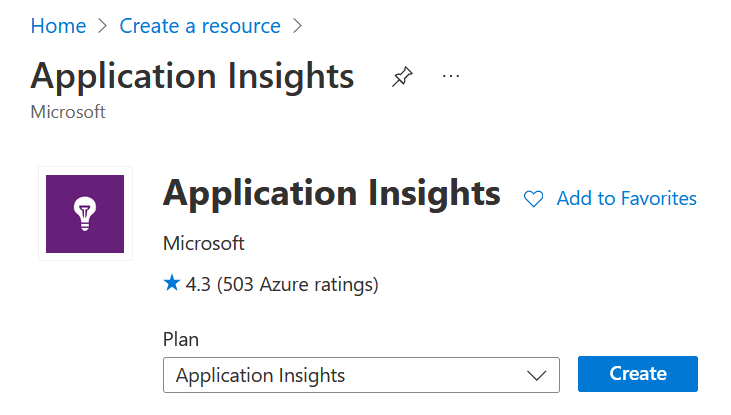 Home > Create a resource >
Application Insights ...
Microsoft
Application Insights Add to Favorites
Microsoft
4.3 (503 Azure ratings)
Plan
Application Insights Create